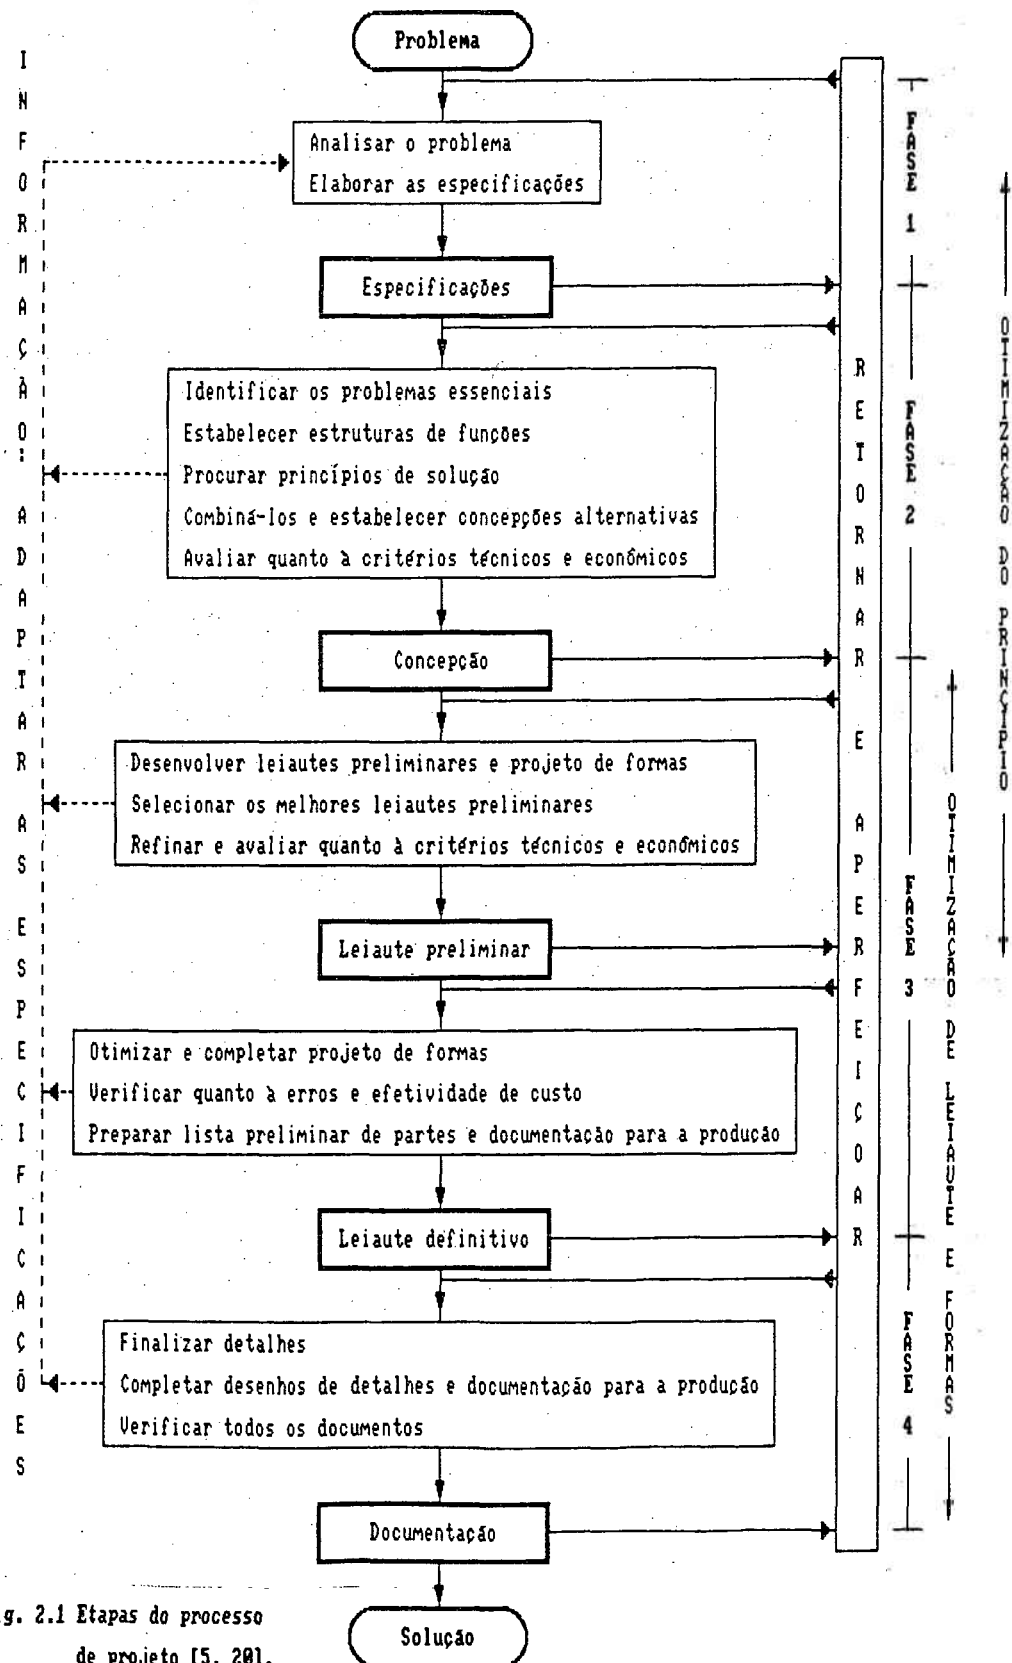 Problema
INFORMAÇÃO: ADAPTAR AS ESPECIFICAÇÕES
Analisar o problema
Elaborar as especificações
Especificações
Identificar os problemas essenciais
Estabelecer estruturas de funções
Procurar princípios de solução
Combiná-los e estabelecer concepções alternativas
Avaliar quanto à critérios técnicos e econômicos
Concepção
Desenvolver leiautes preliminares e projeto de formas
Selecionar os melhores leiautes preliminares
Refinar e avaliar quanto à critérios técnicos e econômicos
Leiaute preliminar
Otimizar e completar projeto de formas
Verificar quanto à erros e efetividade de custo
Preparar lista preliminar de partes e documentação para a produção
Leiaute definitivo
Finalizar detalhes
Completar desenhos de detalhes e documentação para a produção
Verificar todos os documentos
Documentação
Solução
RETORNAR E APERFEIÇOAR
FASE 1
FASE 2
FASE 3
FASE 4
OTIMIZAÇÃO DO PRINÇÍPIO
OTIMIZAÇÃO DE LEIAUTE E FORMAS
g. 2.1 Etapas do processo
de projeto [5, 20].